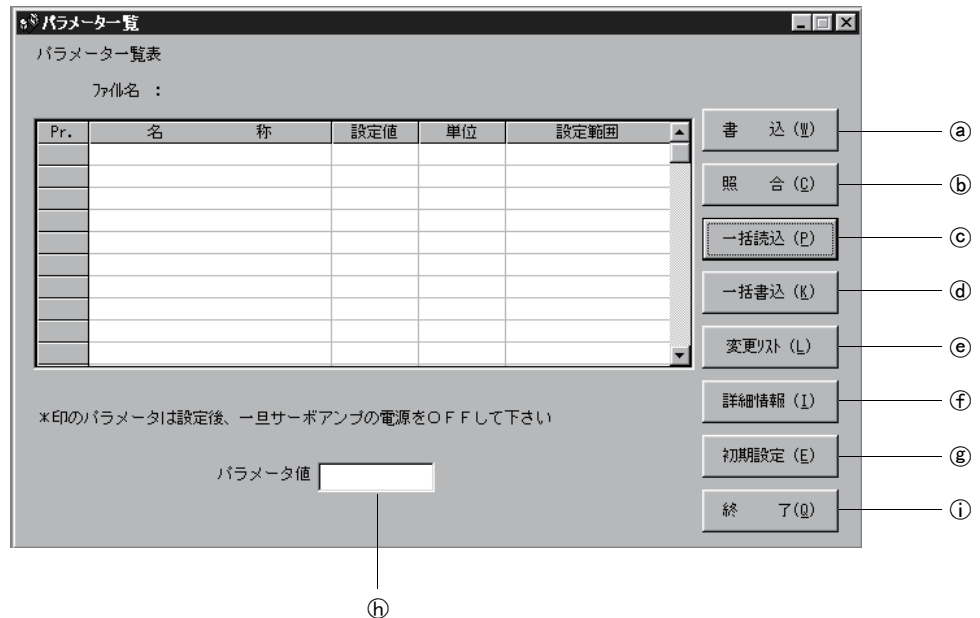 パラメータ一覧
パラメータ一覧表
ﾌｧｲﾙ名 :
Pr. 名 称 設定値 単位 設定範囲
書 込 (W) ⓐ
照 合 (C) ⓑ
一括読込 (P) ⓒ
一括書込 (K) ⓓ
変更ﾘｽﾄ (L) ⓔ
詳細情報 (I) ⓕ
初期設定 (E) ⓖ
終 了(Q) ⓘ
*印のパラメータは設定後、一旦サーボアンプの電源をＯＦＦして下さい
パラメータ値
ⓗ